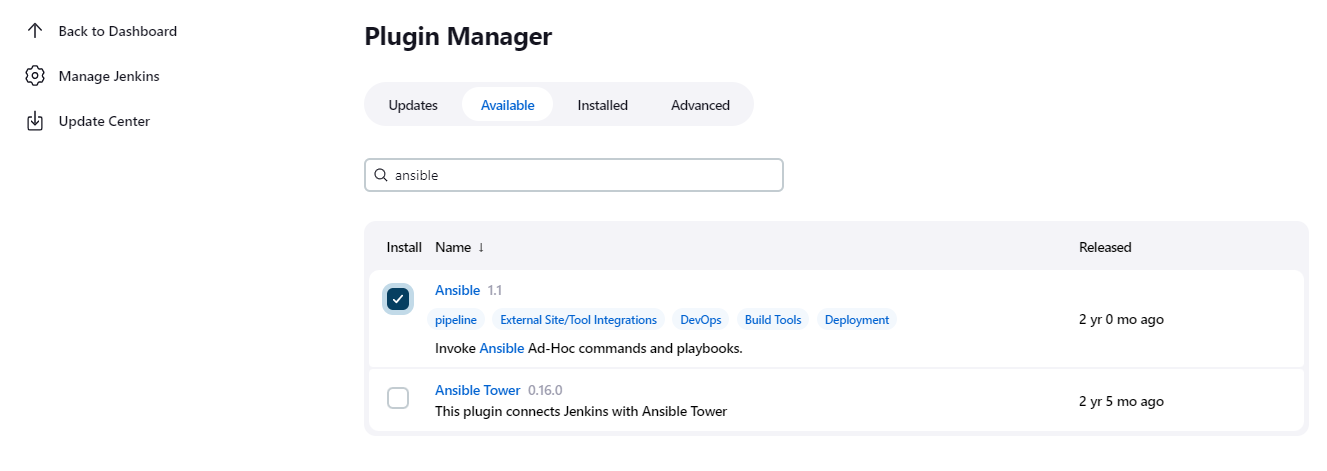 Back to Dashboard
Manage Jenkins
Update Center
Plugin Manager
Updates Available Installed Advanced
ansible
Install Name ↓ Released
Ansible 1.1
pipeline External Site/Tool Integrations DevOps Build Tools Deployment
2 yr 0 mo ago
Invoke Ansible Ad-Hoc commands and playbooks.
Ansible Tower 0.16.0
2 yr 5 mo ago
This plugin connects Jenkins with Ansible Tower